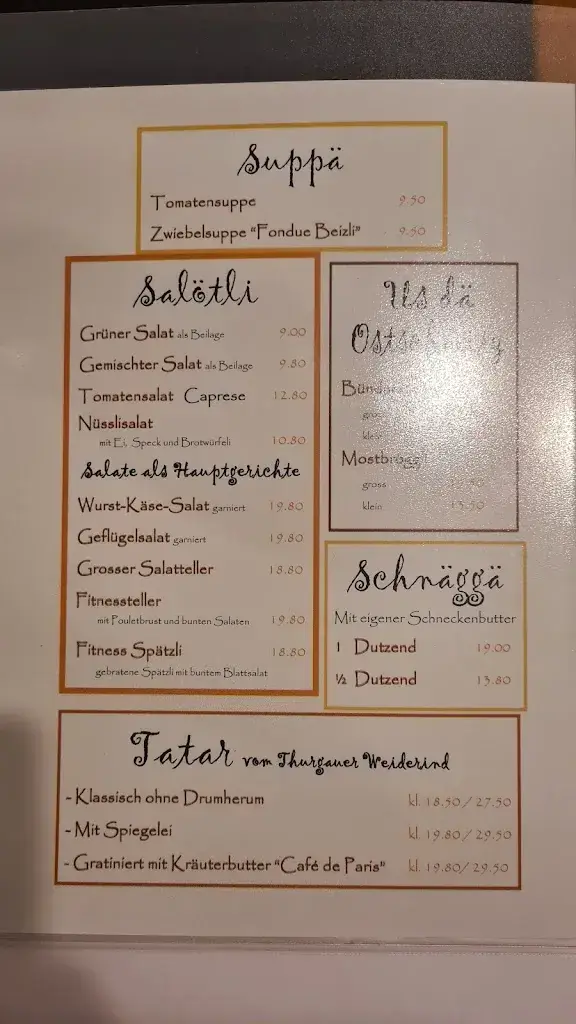 Suppä
Tomatensuppe 9.50
Zwiebelsuppe "Fondue Beizli" 9.50
Salötli
Grüner Salat als Beilage 9.00
Gemischter Salat als Beilage 9.80
Tomatensalat Caprese 12.80
Nüsslisalat
mit Ei, Speck und Brotwürfeli 10.80
Salate als Hauptgerichte
Wurst-Käse-Salat garniert 19.80
Geflügelsalat garniert 19.80
Grosser Salatteller 18.80
Fitnessteller
mit Pouletbrust und bunten Salaten 19.80
Fitness Spätzli 18.80
gebratene Spätzli mit buntem Blattsalat
Us dä
gross
klein
gross
klein 13.50
Schnäggä
Mit eigener Schneckenbutter
1 Dutzend 19.00
½ Dutzend 13.80
Tatar vom Thurgauer Weiderind
- Klassisch ohne Drumherum kl. 18.50 / 27.50
- Mit Spiegelei kl. 19.80 / 29.50
- Gratiniert mit Kräuterbutter "Café de Paris" kl. 19.80/ 29.50